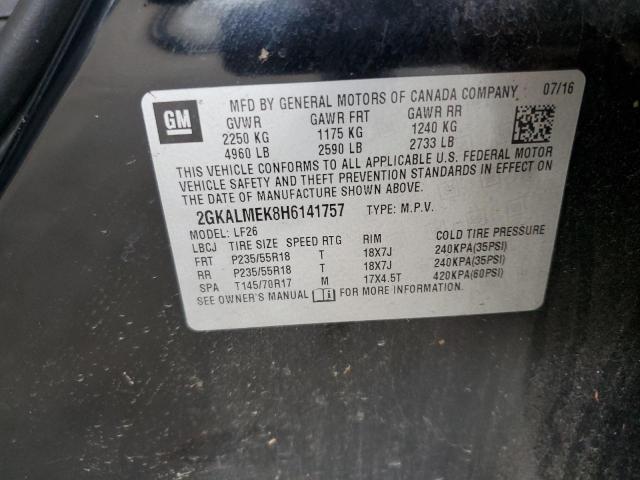 GM
MFD BY GENERAL MOTORS OF CANADA COMPANY 07/16
GVWR GAWR FRT GAWR RR
2250 KG 1175 KG 1240 KG
4960 LB 2590 LB 2733 LB
THIS VEHICLE CONFORMS TO ALL APPLICABLE U.S. FEDERAL MOTOR
VEHICLE SAFETY AND THEFT PREVENTION STANDARDS IN EFFECT ON
THE DATE OF MANUFACTURE SHOWN ABOVE.
2GKALMEK8H6141757 TYPE: M.P.V.
MODEL: LF26
LBCJ TIRE SIZE SPEED RTG RIM COLD TIRE PRESSURE
FRT P235/55R18 T 18X7J 240KPA(35PSI)
RR P235/55R18 T 18X7J 240KPA(35PSI)
SPA T145/70R17 M 17X4.5T 420KPA(60PSI)
SEE OWNER'S MANUAL FOR MORE INFORMATION.